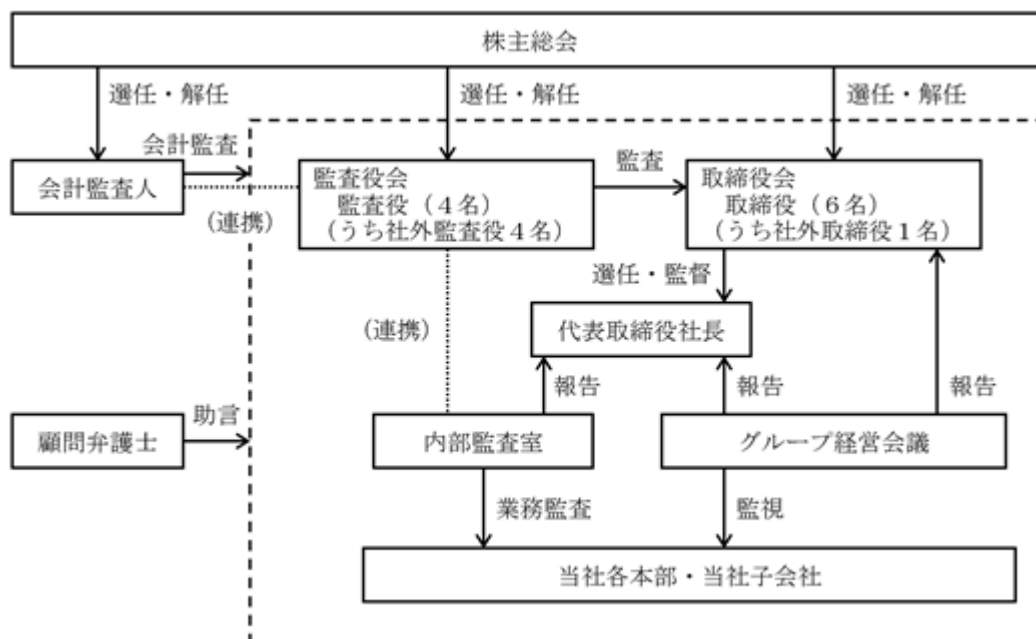 株主総会
選任・解任
選任・解任
選任・解任
会計監査
会計監査人
(連携)
監査役会
監査役（４名）
(うち社外監査役４名)
監査
取締役会
取締役（６名）
(うち社外取締役１名)
選任・監督
(連携)
代表取締役社長
報告
報告
報告
顧問弁護士
助言
内部監査室
グループ経営会議
業務監査
監視
当社各本部・当社子会社